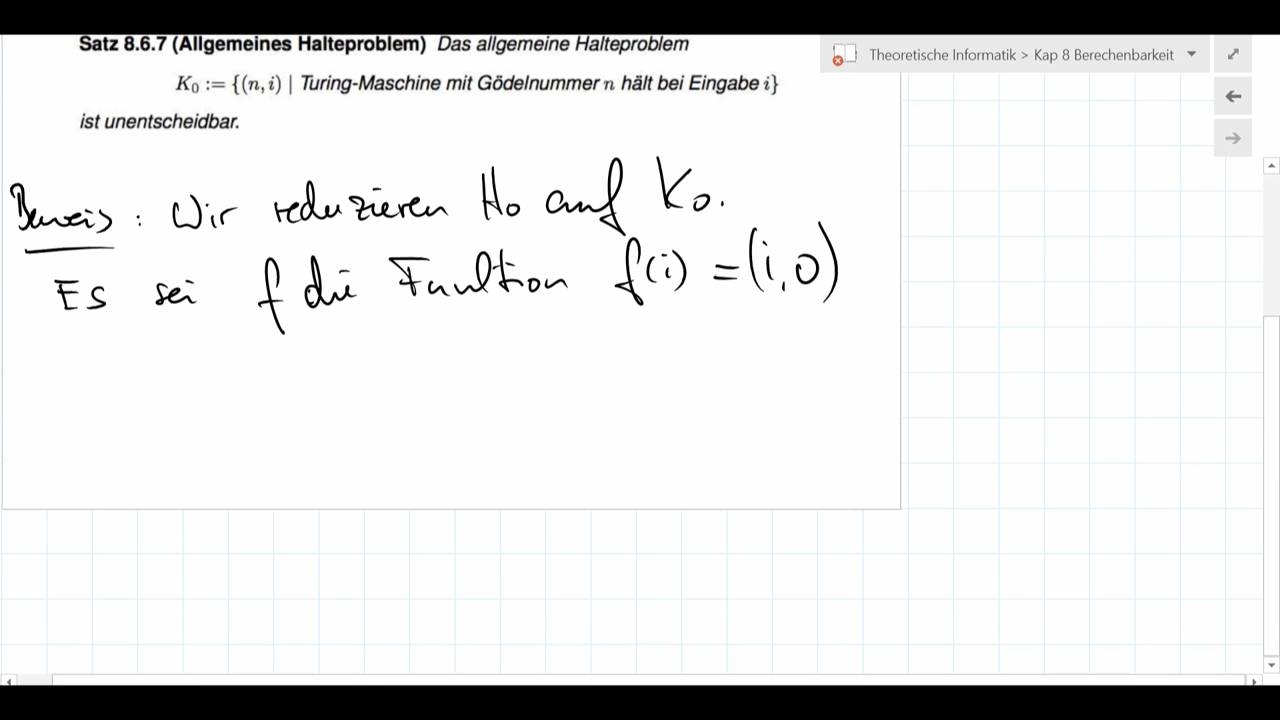 Satz 8.6.7 (Allgemeines Halteproblem) Das allgemeine Halteproblem
K₀ := {(n, i) | Turing-Maschine mit Gödelnummer n hält bei Eingabe i}
ist unentscheidbar.
Theoretische Informatik > Kap 8 Berechenbarkeit
Beweis: Wir reduzieren H₀ auf K₀.
Es sei f die Funktion f(i) = (i, 0)